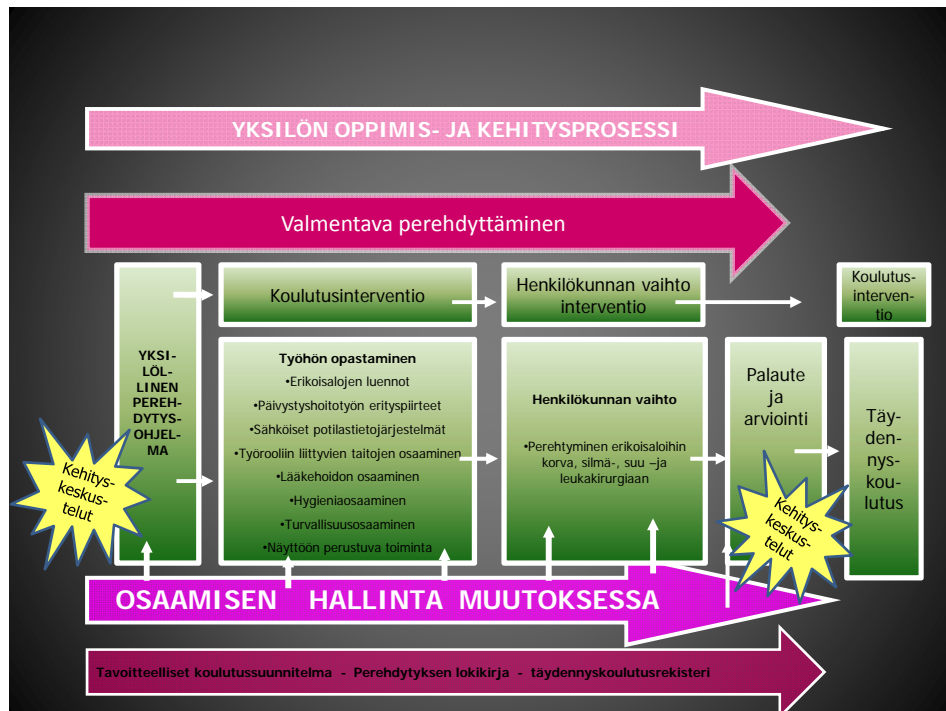 YKSILÖN OPPIMIS- JA KEHITYSPROSESSI
Valmentava perehdyttäminen
YKSI-
LÖL-
LINEN
PEREH-
DYTYS-
OHJEL-
MA
Kehitys-
keskus-
telut
Koulutusinterventio
Henkilökunnan vaihto
interventio
Koulutus-
interven-
tio
Työhön opastaminen
•Erikoisalojen luennot
•Päivystyshoitotyön erityispiirteet
•Sähköiset potilastietojärjestelmät
•Työrooliin liittyvien taitojen osaaminen
•Lääkehoidon osaaminen
•Hygieniaosaaminen
•Turvallisuusosaaminen
•Näyttöön perustuva toiminta
Henkilökunnan vaihto
•Perehtyminen erikoisaloihin
korva, silmä-, suu –ja
leukakirurgiaan
Palaute
ja
arviointi
Kehitys-
keskus-
telut
Täy-
den-
nys-
kou-
lutus
OSAAMISEN HALLINTA MUUTOKSESSA
Tavoitteelliset koulutussuunnitelma - Perehdytyksen lokikirja - täydennyskoulutusrekisteri